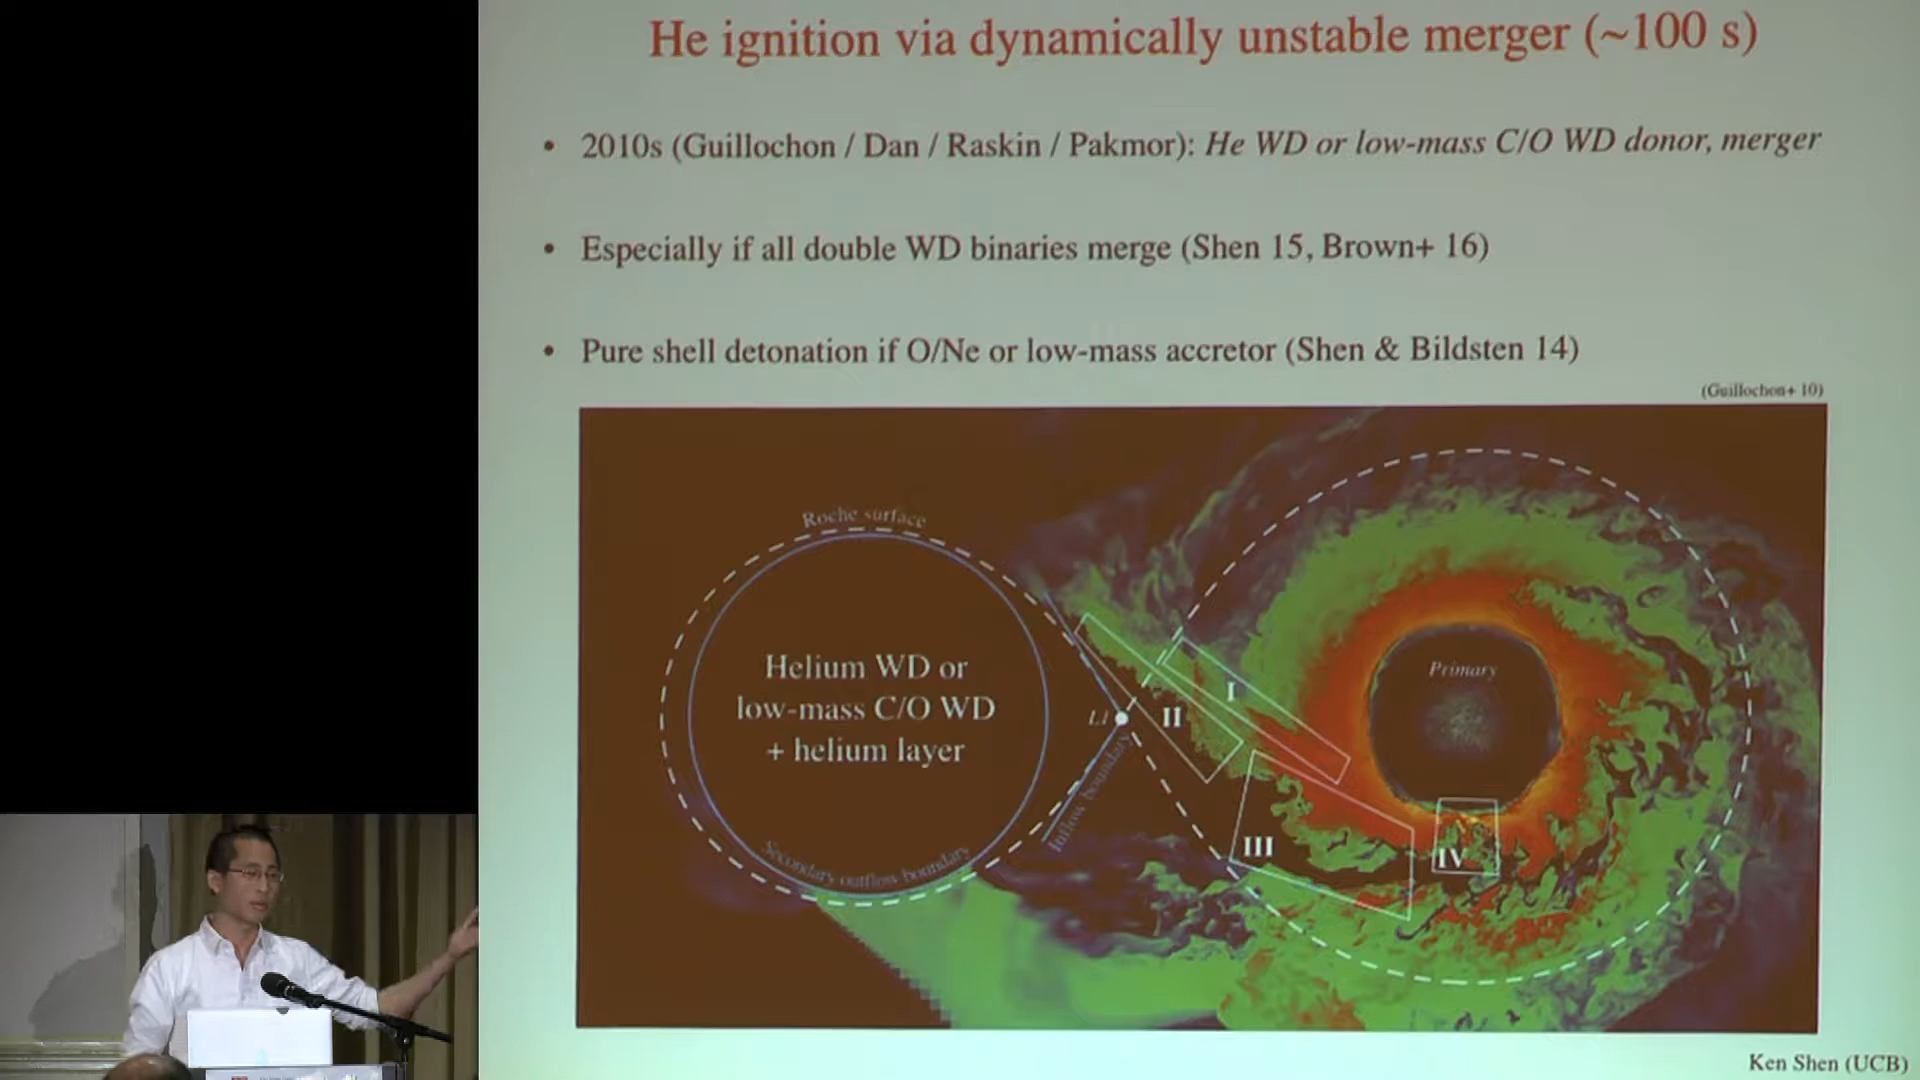 He ignition via dynamically unstable merger (~100 s)
• 2010s (Guillochon / Dan / Raskin / Pakmor): He WD or low-mass C/O WD donor, merger
• Especially if all double WD binaries merge (Shen 15, Brown+ 16)
• Pure shell detonation if O/Ne or low-mass accretor (Shen & Bildsten 14)
(Guillochon+ 10)
Roche surface
Helium WD or
low-mass C/O WD
+ helium layer
Secondary outflow boundary
L1
Inflow boundary
I
II
III
IV
Primary
Ken Shen (UCB)